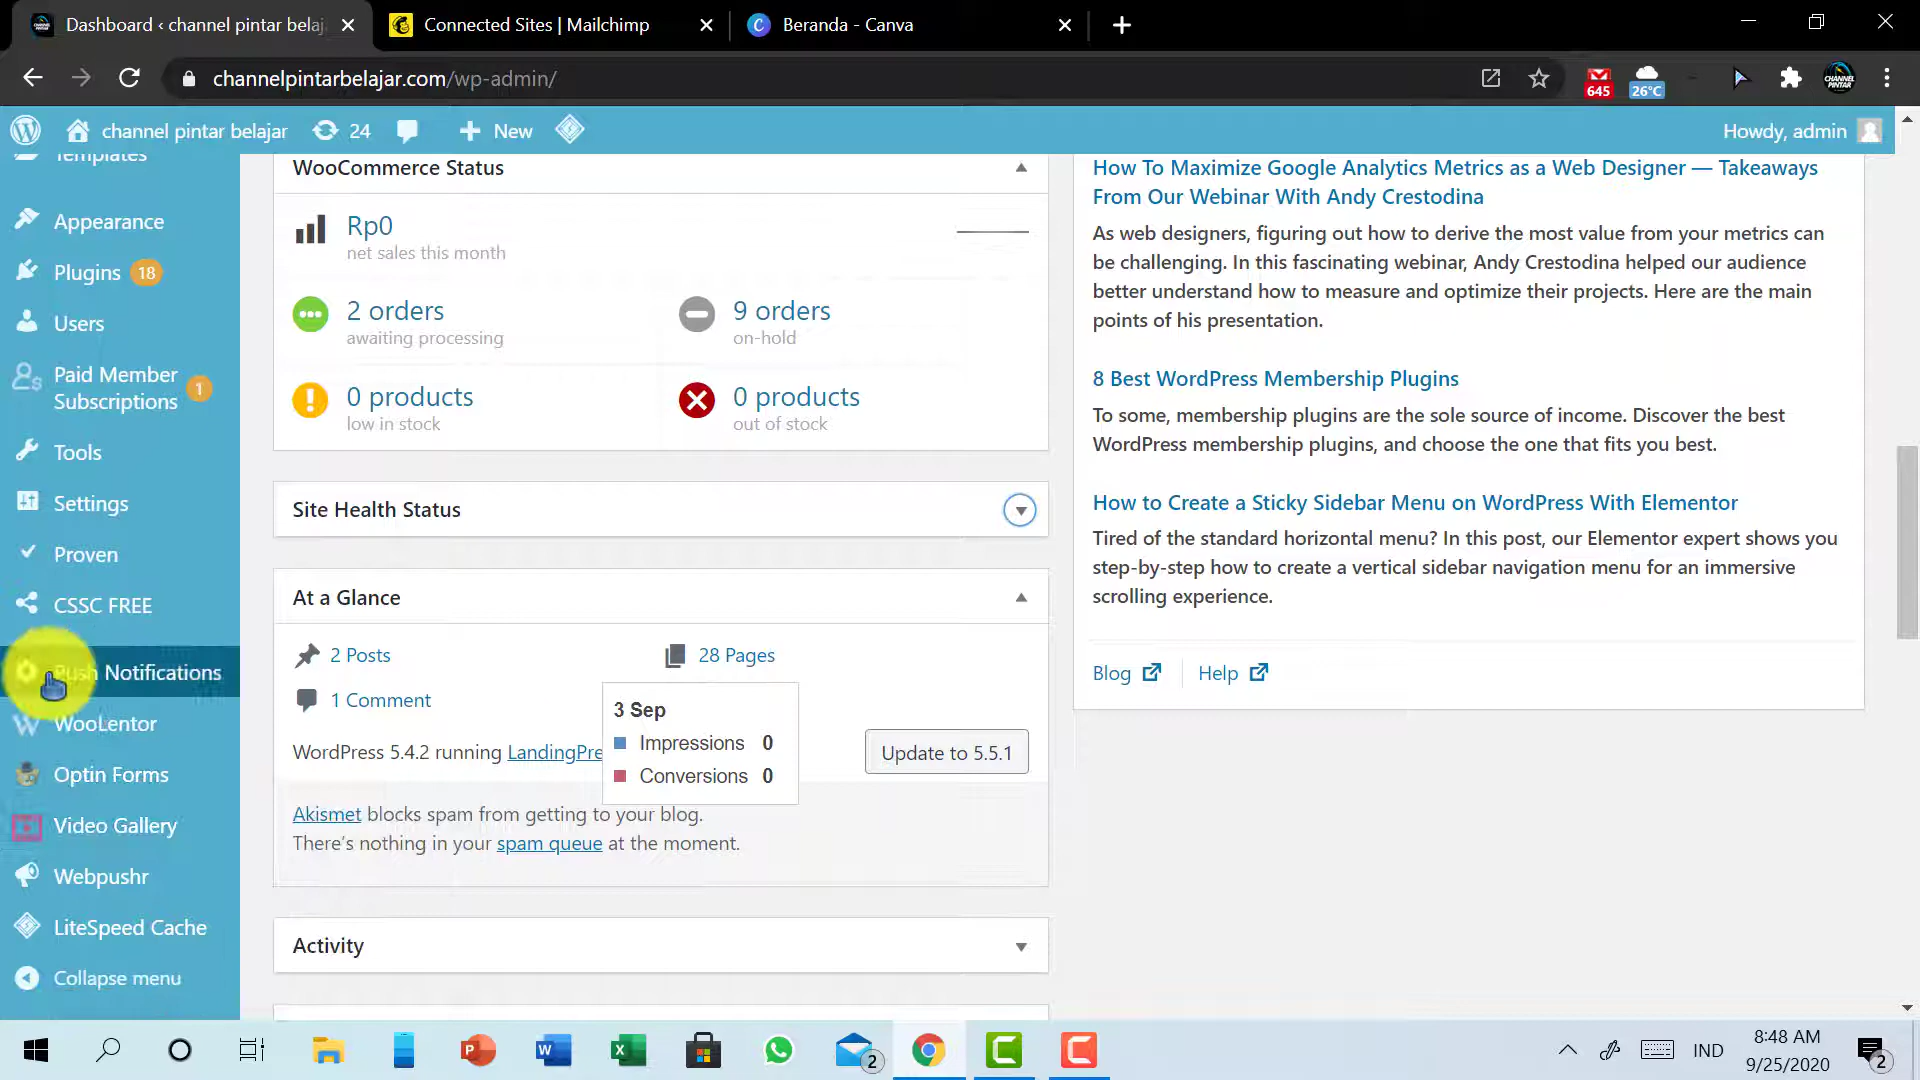 Dashboard ‹ channel pintar belaj
Connected Sites | Mailchimp
Beranda - Canva
channelpintarbelajar.com/wp-admin/
645
26°C
CHANNEL
PINTAR
channel pintar belajar
24
New
Howdy, admin
Templates
Appearance
Plugins 18
Users
Paid Member
Subscriptions 1
Tools
Settings
Proven
CSSC FREE
Push Notifications
WooLentor
Optin Forms
Video Gallery
Webpushr
LiteSpeed Cache
Collapse menu
WooCommerce Status
Rp0
net sales this month
2 orders
awaiting processing
9 orders
on-hold
0 products
low in stock
0 products
out of stock
Site Health Status
At a Glance
2 Posts
28 Pages
1 Comment
WordPress 5.4.2 running LandingPre
Update to 5.5.1
3 Sep
Impressions 0
Conversions 0
Akismet blocks spam from getting to your blog.
There's nothing in your spam queue at the moment.
Activity
How To Maximize Google Analytics Metrics as a Web Designer — Takeaways
From Our Webinar With Andy Crestodina
As web designers, figuring out how to derive the most value from your metrics can
be challenging. In this fascinating webinar, Andy Crestodina helped our audience
better understand how to measure and optimize their projects. Here are the main
points of his presentation.
8 Best WordPress Membership Plugins
To some, membership plugins are the sole source of income. Discover the best
WordPress membership plugins, and choose the one that fits you best.
How to Create a Sticky Sidebar Menu on WordPress With Elementor
Tired of the standard horizontal menu? In this post, our Elementor expert shows you
step-by-step how to create a vertical sidebar navigation menu for an immersive
scrolling experience.
Blog
Help
2
IND
8:48 AM
9/25/2020
2